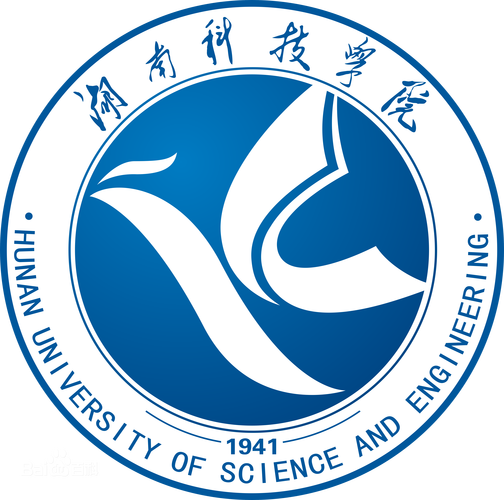 湖南科技学院
· HUNAN UNIVERSITY OF SCIENCE AND ENGINEERING ·
1941